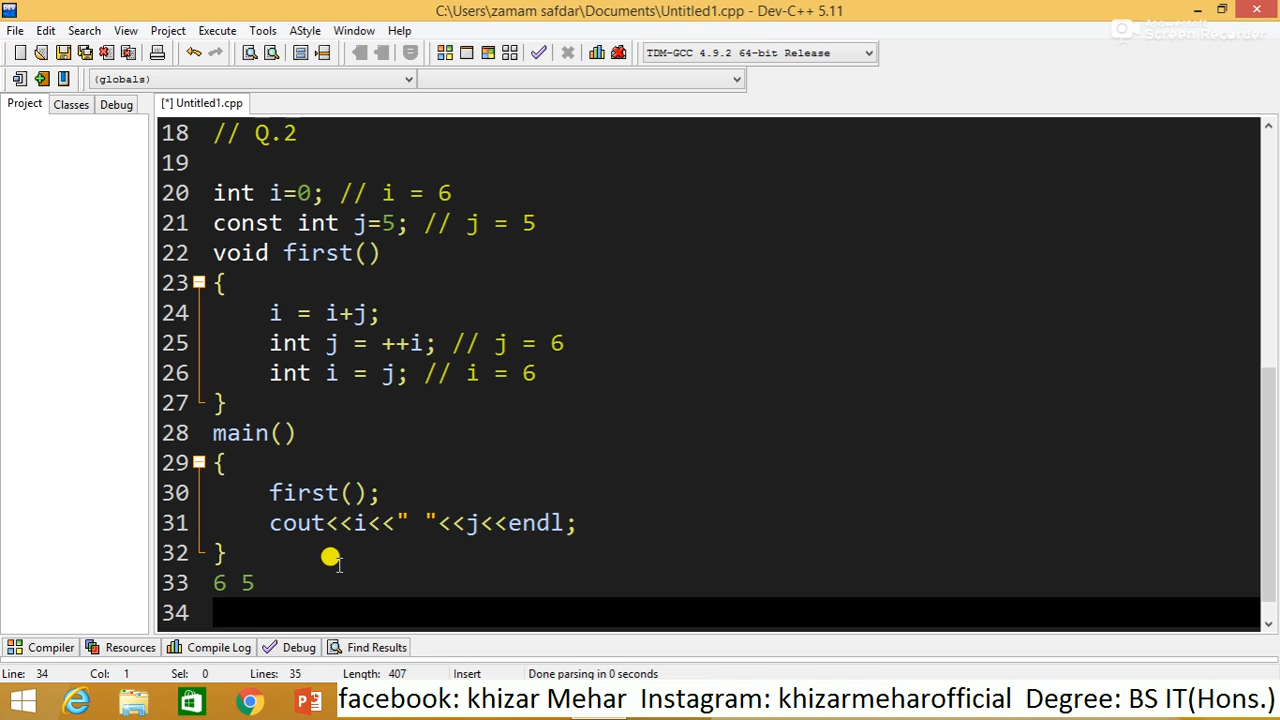 C:\Users\zamam safdar\Documents\Untitled1.cpp - Dev-C++ 5.11
File Edit Search View Project Execute Tools AStyle Window Help
Screen Recorder
TDM-GCC 4.9.2 64-bit Release
(globals)
Project Classes Debug [*] Untitled1.cpp
18 // Q.2
19
20 int i=0; // i = 6
21 const int j=5; // j = 5
22 void first()
23 {
24 i = i+j;
25 int j = ++i; // j = 6
26 int i = j; // i = 6
27 }
28 main()
29 {
30 first();
31 cout<<i<<" "<<j<<endl;
32 }
33 6 5
34
Compiler Resources Compile Log Debug Find Results
Line: 34 Col: 1 Sel: 0 Lines: 35 Length: 407 Insert Done parsing in 0 seconds
facebook: khizar Mehar Instagram: khizarmeharofficial Degree: BS IT(Hons.)